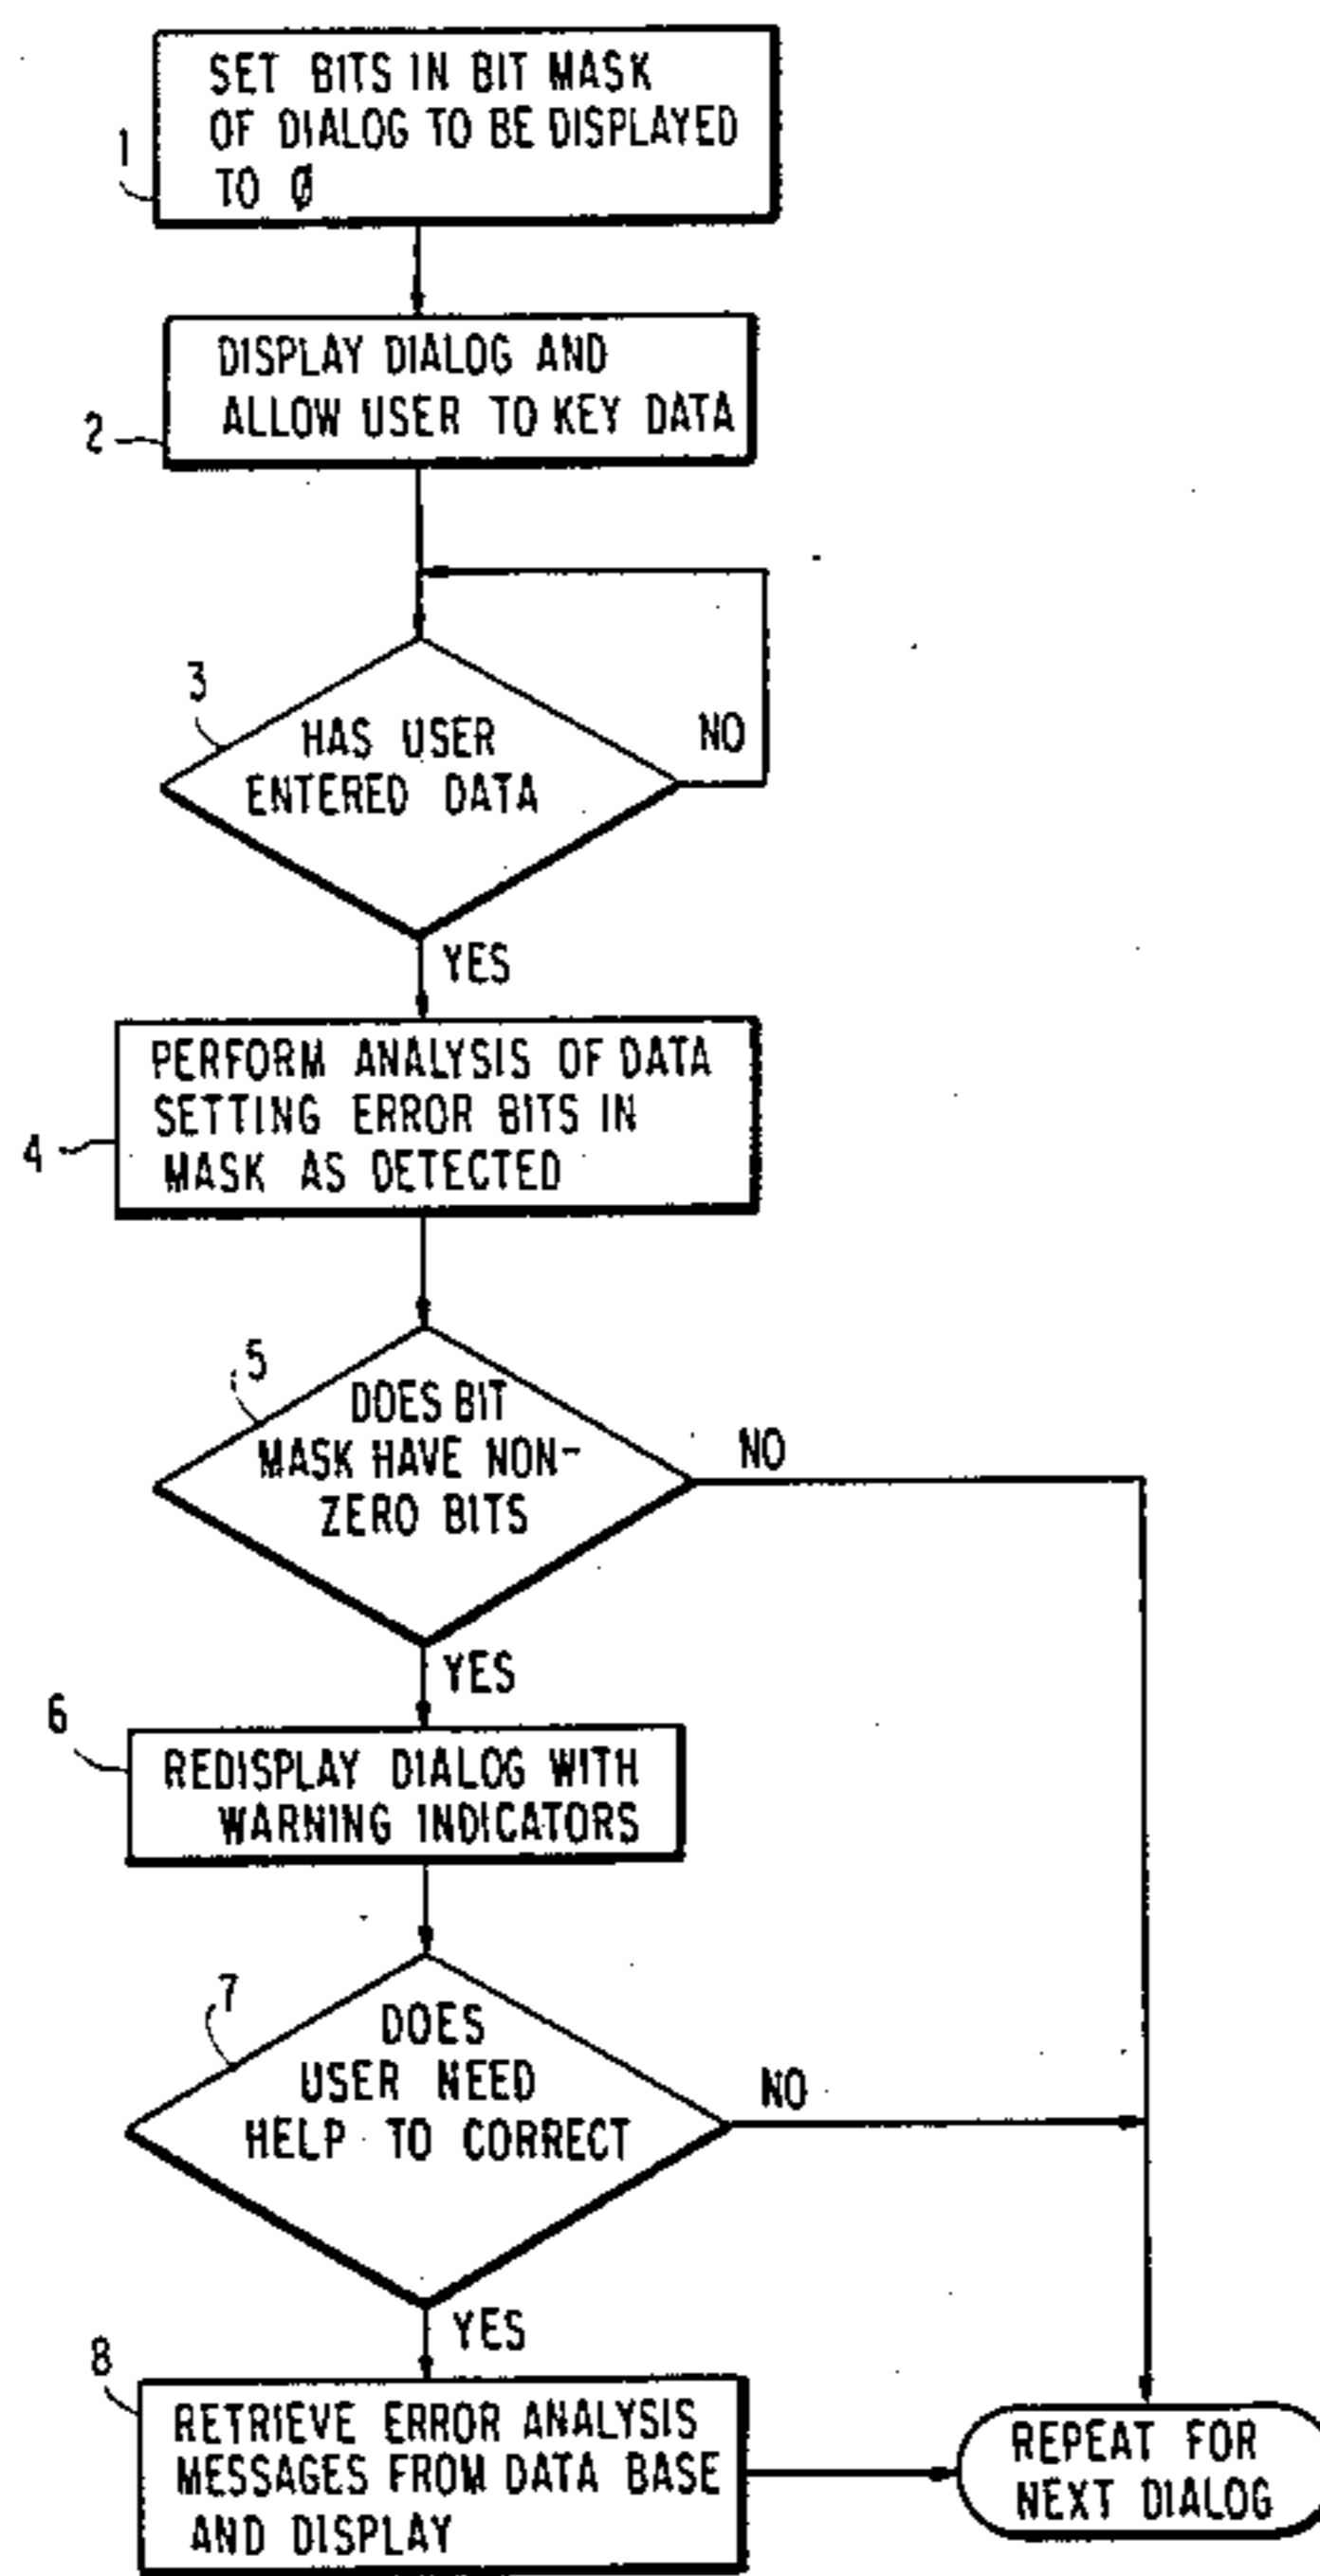 SET BITS IN BIT MASK
OF DIALOG TO BE DISPLAYED
TO Ø
1
DISPLAY DIALOG AND
ALLOW USER TO KEY DATA
2
3
HAS USER
ENTERED DATA
NO
YES
PERFORM ANALYSIS OF DATA
SETTING ERROR BITS IN
MASK AS DETECTED
4
5
DOES BIT
MASK HAVE NON-
ZERO BITS
NO
YES
6
REDISPLAY DIALOG WITH
WARNING INDICATORS
7
DOES
USER NEED
HELP TO CORRECT
NO
YES
8
RETRIEVE ERROR ANALYSIS
MESSAGES FROM DATA BASE
AND DISPLAY
REPEAT FOR
NEXT DIALOG